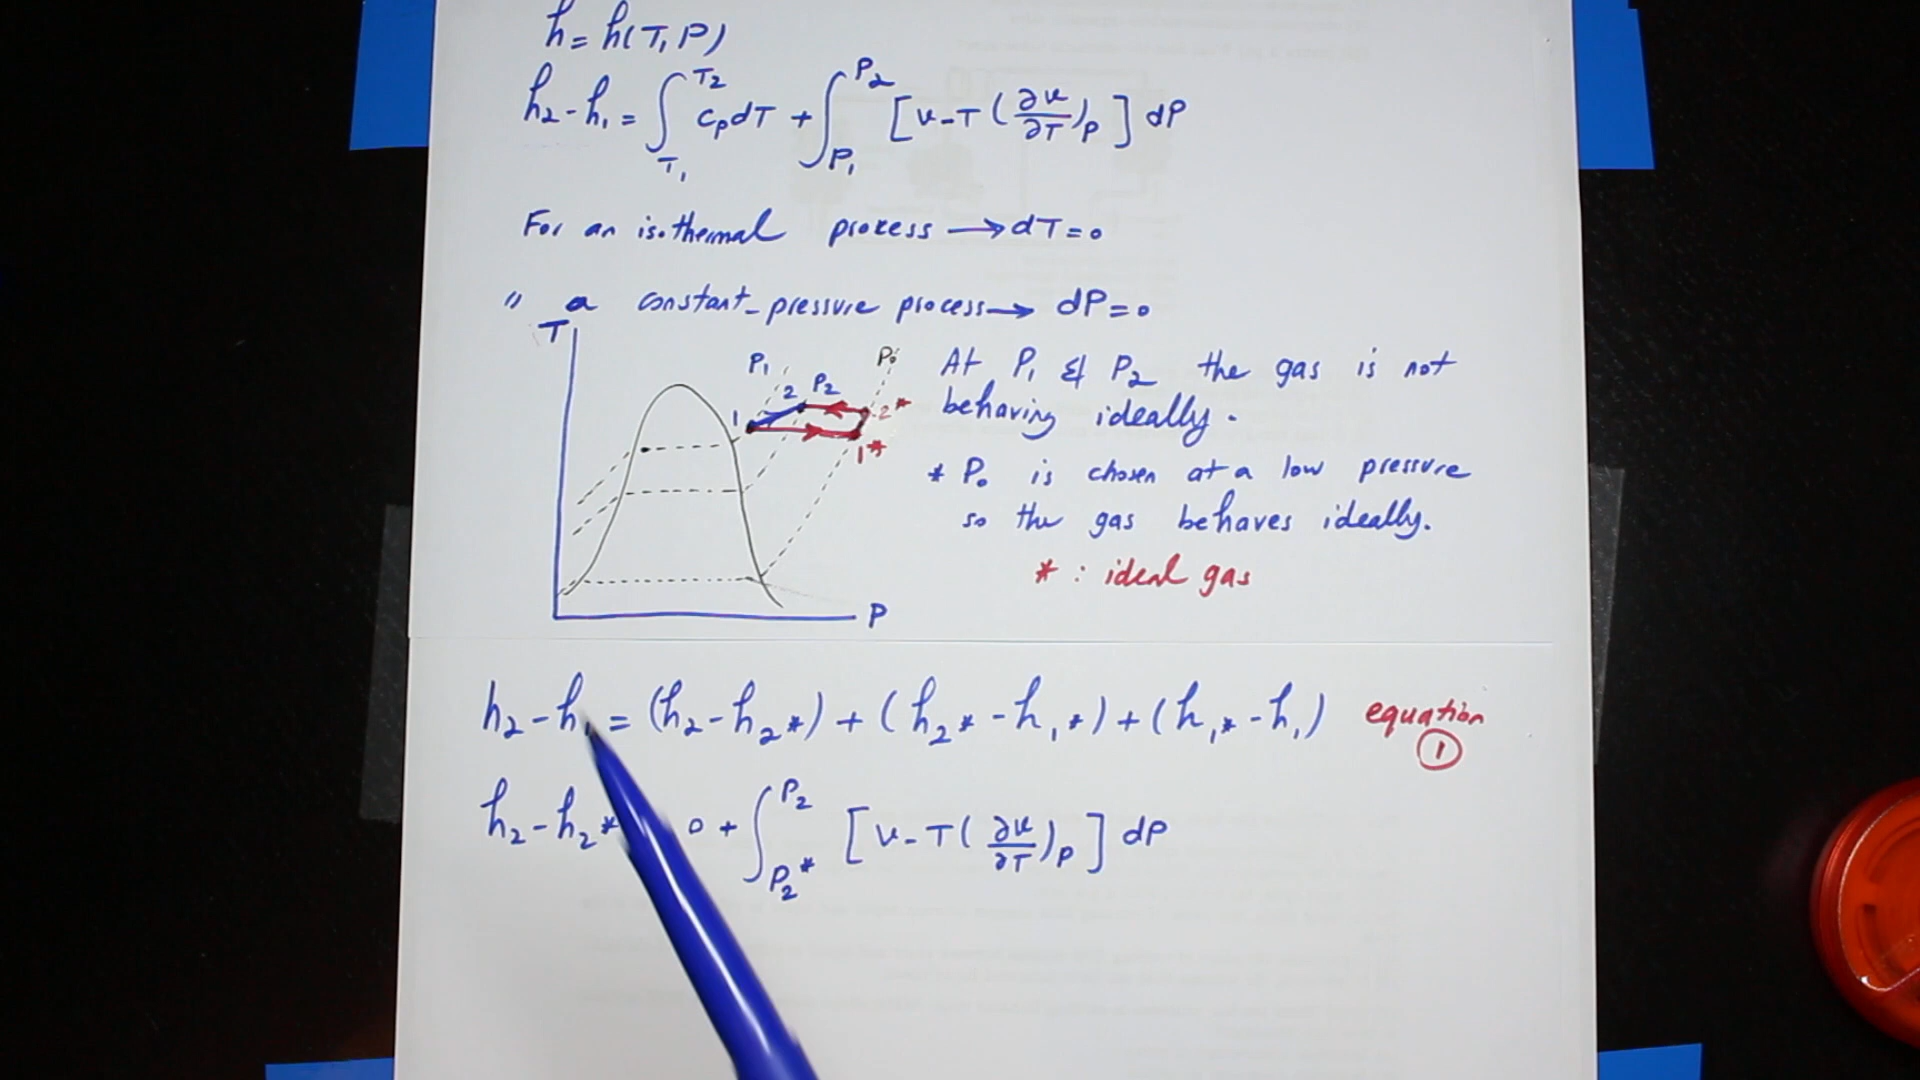 h = h(T, P)
h₂ - h₁ = ∫_{T₁}^{T₂} c_p dT + ∫_{P₁}^{P₂} [v - T (∂v/∂T)_P] dP
For an isothermal process → dT = 0
" a constant-pressure process → dP = 0
T
P₁ 2 P₂ P₀
1 2*
1*
P
At P₁ & P₂ the gas is not
behaving ideally.
* P₀ is chosen at a low pressure
so the gas behaves ideally.
* : ideal gas
h₂ - h₁ = (h₂ - h₂*) + (h₂* - h₁*) + (h₁* - h₁) equation
①
h₂ - h₂* 0 + ∫_{P₂*}^{P₂} [v - T (∂v/∂T)_P] dP